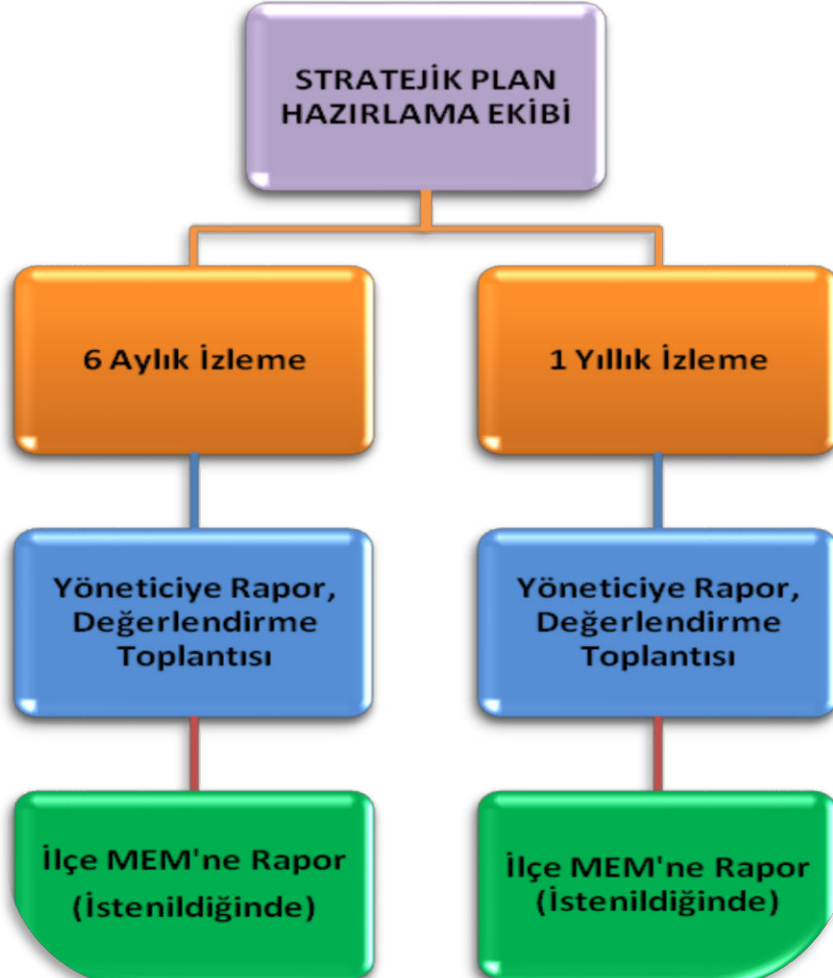 STRATEJİK PLAN
HAZIRLAMA EKİBİ
6 Aylık İzleme
1 Yıllık İzleme
Yöneticiye Rapor,
Değerlendirme
Toplantısı
Yöneticiye Rapor,
Değerlendirme
Toplantısı
İlçe MEM'ne Rapor
(İstenildiğinde)
İlçe MEM'ne Rapor
(İstenildiğinde)